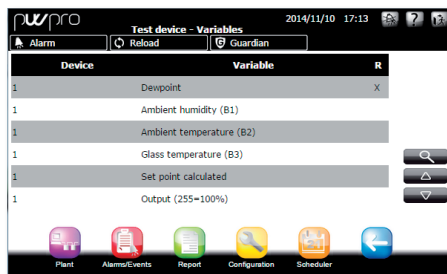 pwpro
Test device - Variables
2014/11/10 17:13
Alarm
Reload
Guardian
Device Variable R
1 Dewpoint X
1 Ambient humidity (B1)
1 Ambient temperature (B2)
1 Glass temperature (B3)
1 Set point calculated
1 Output (255=100%)
Plant
Alarms/Events
Report
Configuration
Scheduler